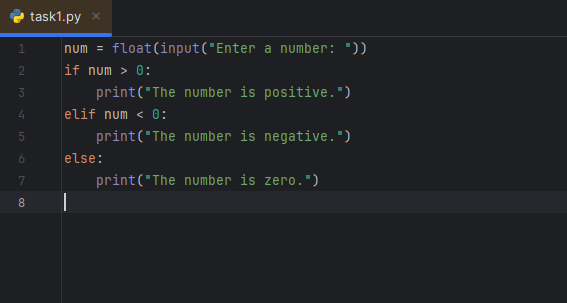 task1.py
1 num = float(input("Enter a number: "))
2 if num > 0:
3     print("The number is positive.")
4 elif num < 0:
5     print("The number is negative.")
6 else:
7     print("The number is zero.")
8